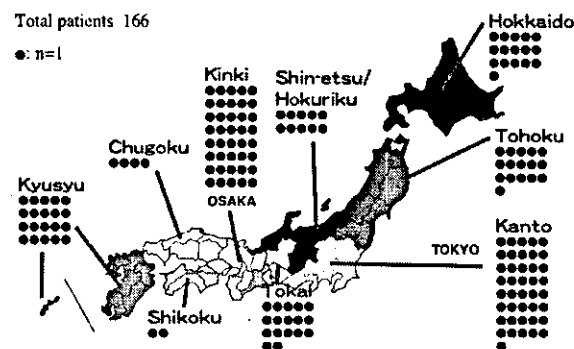 Total patients 166
●: n=1
Hokkaido
Kinki
Shin-etsu/
Hokuriku
Chugoku
Tohoku
Kyusyu
OSAKA
Kanto
TOKYO
Tokai
Shikoku